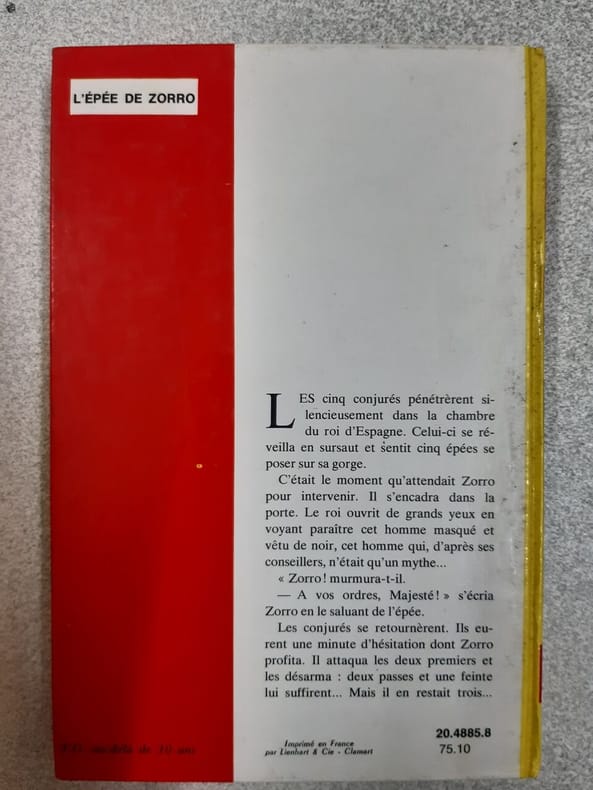 L'ÉPÉE DE ZORRO
LES cinq conjurés pénétrèrent si-
lencieusement dans la chambre
du roi d'Espagne. Celui-ci se ré-
veilla en sursaut et sentit cinq épées se
poser sur sa gorge.
C'était le moment qu'attendait Zorro
pour intervenir. Il s'encadra dans la
porte. Le roi ouvrit de grands yeux en
voyant paraître cet homme masqué et
vêtu de noir, cet homme qui, d'après ses
conseillers, n'était qu'un mythe...
« Zorro! murmura-t-il.
— A vos ordres, Majesté! » s'écria
Zorro en le saluant de l'épée.
Les conjurés se retournèrent. Ils eu-
rent une minute d'hésitation dont Zorro
profita. Il attaqua les deux premiers et
les désarma : deux passes et une feinte
lui suffirent... Mais il en restait trois...
20.4885.8
75.10
Imprimé en France
par Lienhart & Cie - Clamart
au-delà de 10 ans